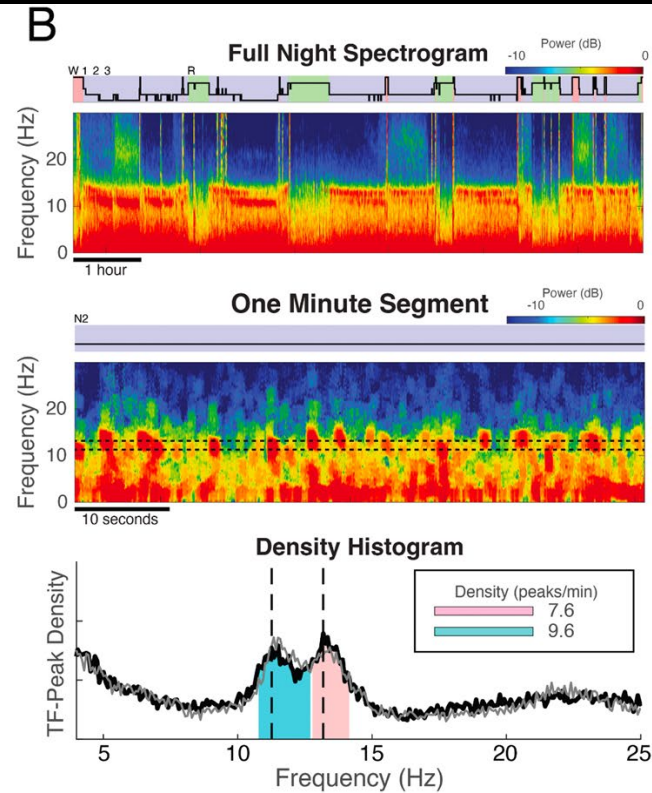 B
Full Night Spectrogram
Power (dB)
-10 0
W 1 2 3 R
Frequency (Hz)
20
10
0
1 hour
One Minute Segment
Power (dB)
-10 0
N2
Frequency (Hz)
20
10
0
10 seconds
Density Histogram
TF-Peak Density
Density (peaks/min)
7.6
9.6
5 10 15 20 25
Frequency (Hz)